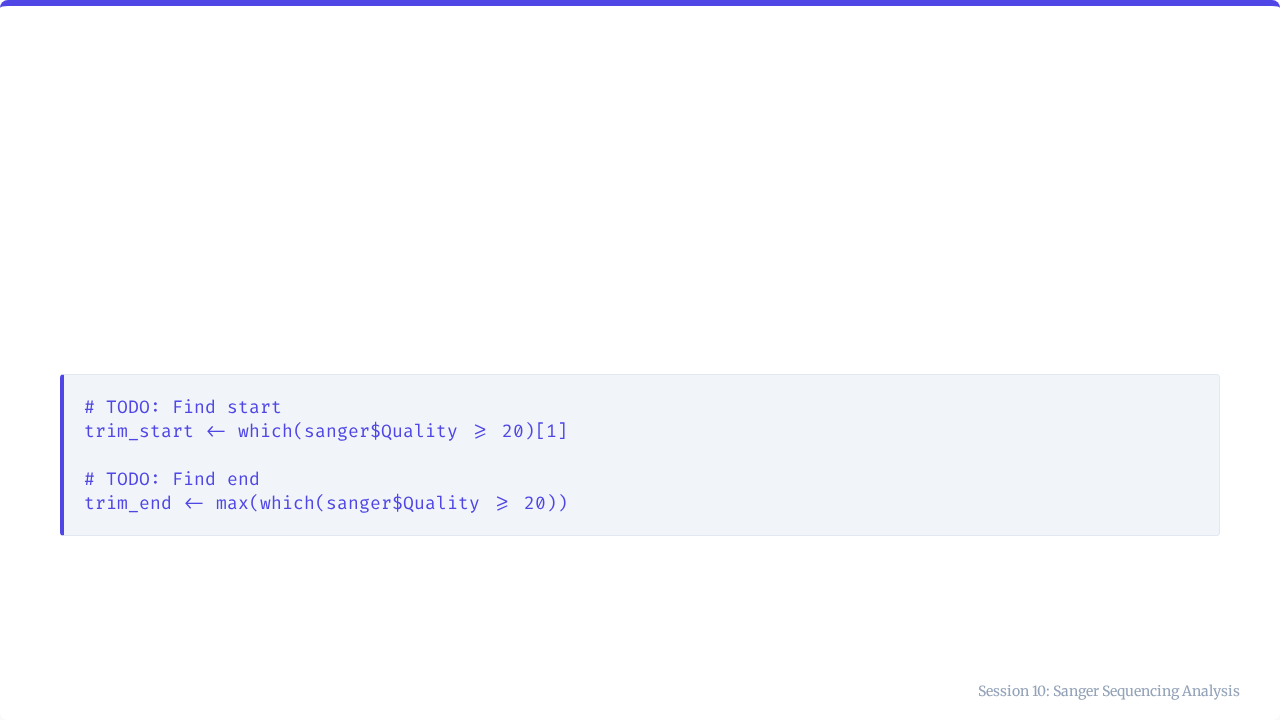 # TODO: Find start
trim_start <- which(sanger$Quality >= 20)[1]
# TODO: Find end
trim_end <- max(which(sanger$Quality >= 20))
Session 10: Sanger Sequencing Analysis